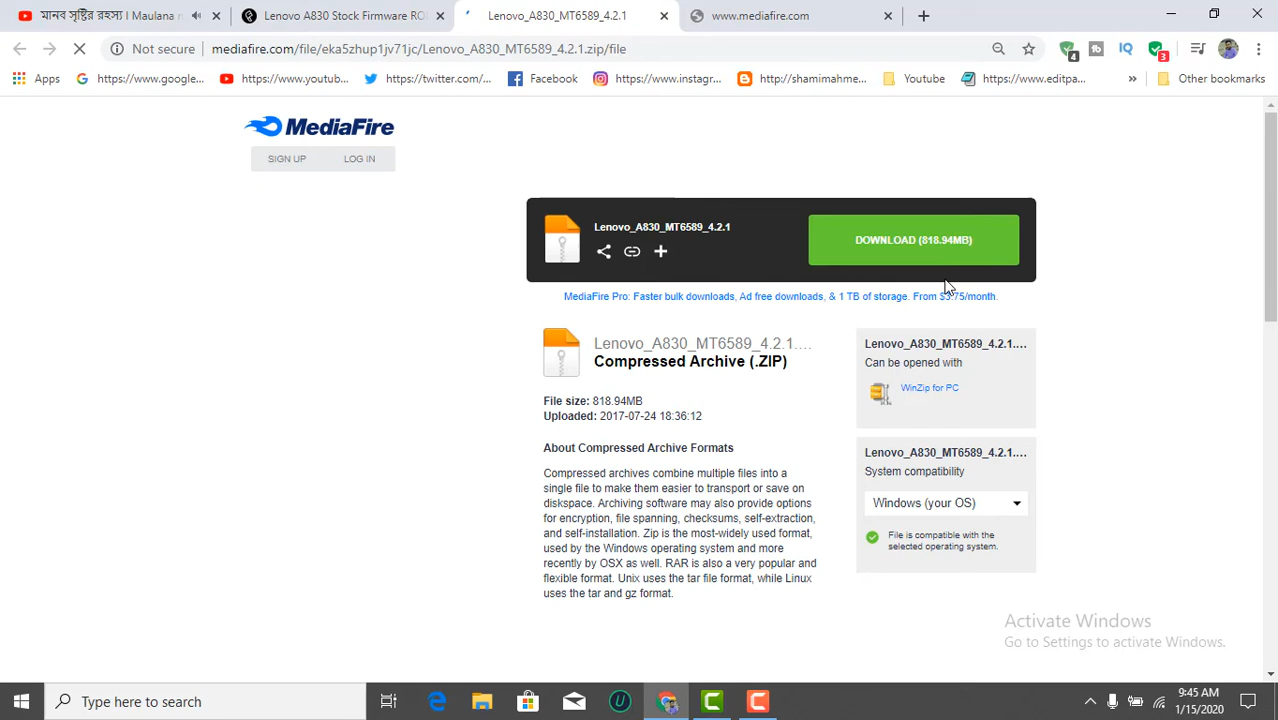 মানব সৃষ্টির রহস্য l Maulana n
Lenovo A830 Stock Firmware RO
Lenovo_A830_MT6589_4.2.1
www.mediafire.com
Not secure
mediafire.com/file/eka5zhup1jv71jc/Lenovo_A830_MT6589_4.2.1.zip/file
4
IQ
3
Apps
https://www.google...
https://www.youtub...
https://twitter.com/...
Facebook
https://www.instagr...
http://shamimahme...
Youtube
https://www.editpa...
Other bookmarks
MediaFire
SIGN UP
LOG IN
Lenovo_A830_MT6589_4.2.1
DOWNLOAD (818.94MB)
MediaFire Pro: Faster bulk downloads, Ad free downloads, & 1 TB of storage. From $3.75/month.
Lenovo_A830_MT6589_4.2.1....
Compressed Archive (.ZIP)
File size: 818.94MB
Uploaded: 2017-07-24 18:36:12
About Compressed Archive Formats
Compressed archives combine multiple files into a
single file to make them easier to transport or save on
diskspace. Archiving software may also provide options
for encryption, file spanning, checksums, self-extraction,
and self-installation. Zip is the most-widely used format,
used by the Windows operating system and more
recently by OSX as well. RAR is also a very popular and
flexible format. Unix uses the tar file format, while Linux
uses the tar and gz format.
Lenovo_A830_MT6589_4.2.1....
Can be opened with
WinZip for PC
Lenovo_A830_MT6589_4.2.1....
System compatibility
Windows (your OS)
File is compatible with the
selected operating system.
Activate Windows
Go to Settings to activate Windows.
Type here to search
9:45 AM
1/15/2020